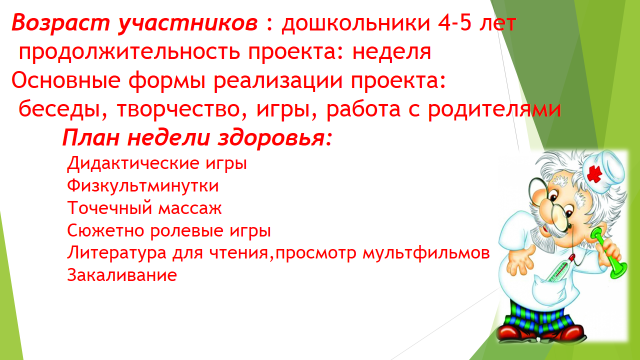 Возраст участников : дошкольники 4-5 лет
продолжительность проекта: неделя
Основные формы реализации проекта:
беседы, творчество, игры, работа с родителями
План недели здоровья:
Дидактические игры
Физкультминутки
Точечный массаж
Сюжетно ролевые игры
Литература для чтения,просмотр мультфильмов
Закаливание